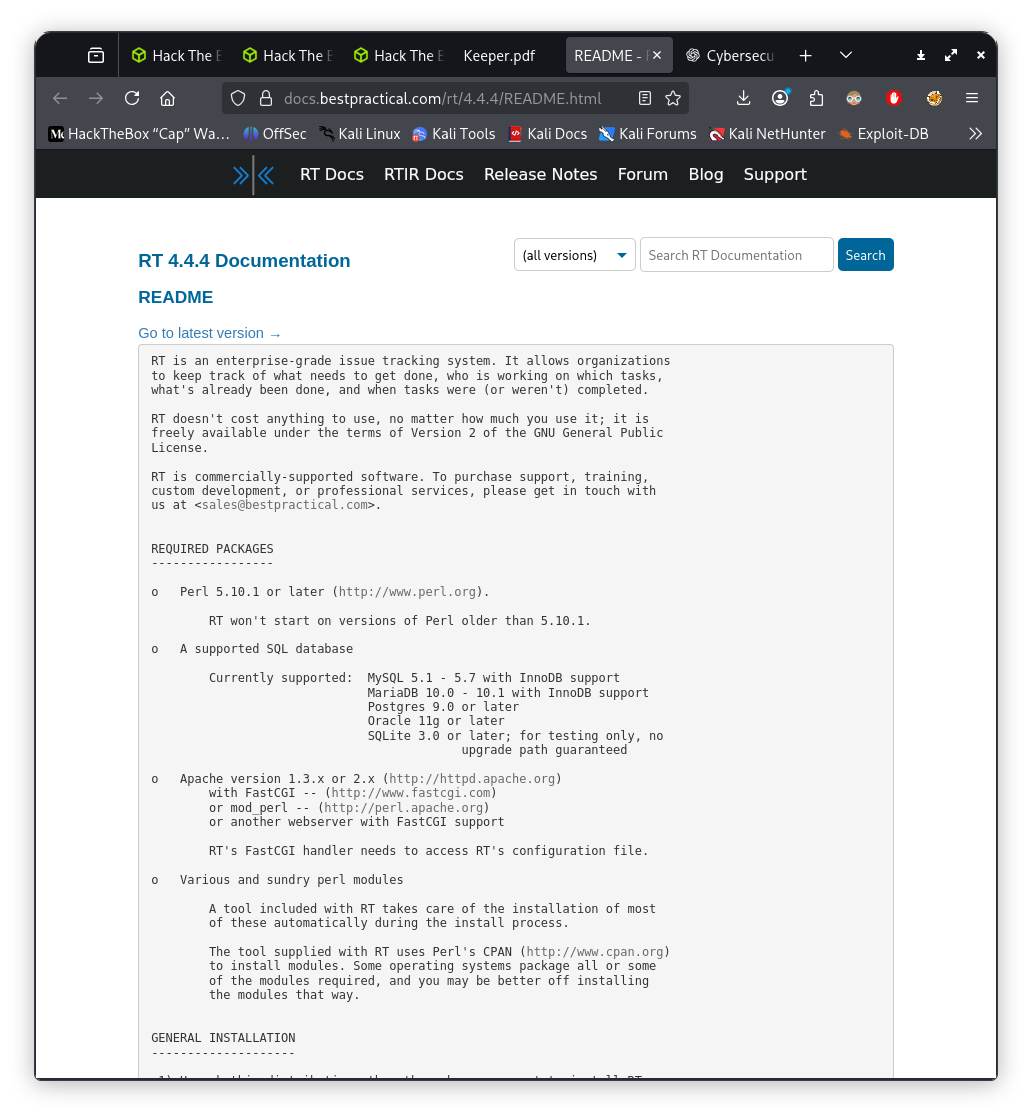 Hack The
Hack The
Hack The
Keeper.pdf
README -
Cybersecu
docs.bestpractical.com/rt/4.4.4/README.html
HackTheBox “Cap” Wa…
OffSec
Kali Linux
Kali Tools
Kali Docs
Kali Forums
Kali NetHunter
Exploit-DB
RT Docs
RTIR Docs
Release Notes
Forum
Blog
Support
RT 4.4.4 Documentation
(all versions)
Search RT Documentation
Search
README
Go to latest version →
RT is an enterprise-grade issue tracking system. It allows organizations
to keep track of what needs to get done, who is working on which tasks,
what's already been done, and when tasks were (or weren't) completed.
RT doesn't cost anything to use, no matter how much you use it; it is
freely available under the terms of Version 2 of the GNU General Public
License.
RT is commercially-supported software. To purchase support, training,
custom development, or professional services, please get in touch with
us at <sales@bestpractical.com>.
REQUIRED PACKAGES
-----------------
o   Perl 5.10.1 or later (http://www.perl.org).
RT won't start on versions of Perl older than 5.10.1.
o   A supported SQL database
Currently supported:  MySQL 5.1 - 5.7 with InnoDB support
MariaDB 10.0 - 10.1 with InnoDB support
Postgres 9.0 or later
Oracle 11g or later
SQLite 3.0 or later; for testing only, no
upgrade path guaranteed
o   Apache version 1.3.x or 2.x (http://httpd.apache.org)
with FastCGI -- (http://www.fastcgi.com)
or mod_perl -- (http://perl.apache.org)
or another webserver with FastCGI support
RT's FastCGI handler needs to access RT's configuration file.
o   Various and sundry perl modules
A tool included with RT takes care of the installation of most
of these automatically during the install process.
The tool supplied with RT uses Perl's CPAN (http://www.cpan.org)
to install modules. Some operating systems package all or some
of the modules required, and you may be better off installing
the modules that way.
GENERAL INSTALLATION
--------------------